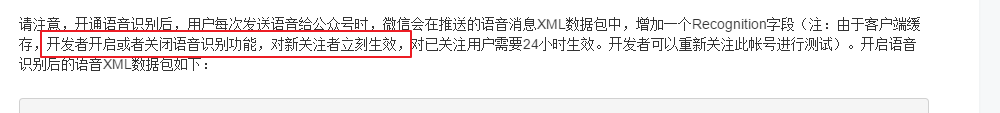 请注意，开通语音识别后，用户每次发送语音给公众号时，微信会在推送的语音消息XML数据包中，增加一个Recognition字段（注：由于客户端缓
存，开发者开启或者关闭语音识别功能，对新关注者立刻生效，对已关注用户需要24小时生效。开发者可以重新关注此帐号进行测试）。开启语音
识别后的语音XML数据包如下：